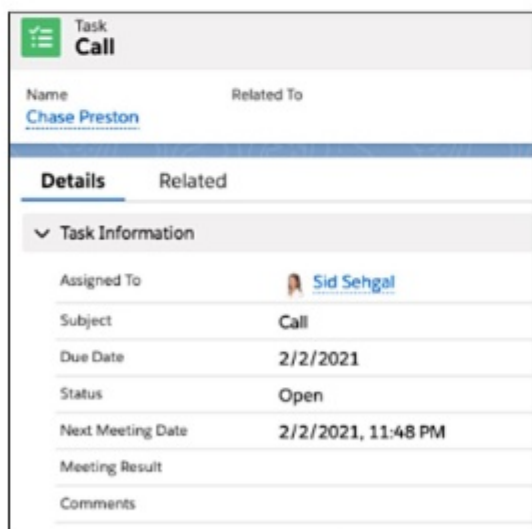 Task
Call
Name Related To
Chase Preston
Details Related
Task Information
Assigned To Sid Sehgal
Subject Call
Due Date 2/2/2021
Status Open
Next Meeting Date 2/2/2021, 11:48 PM
Meeting Result
Comments